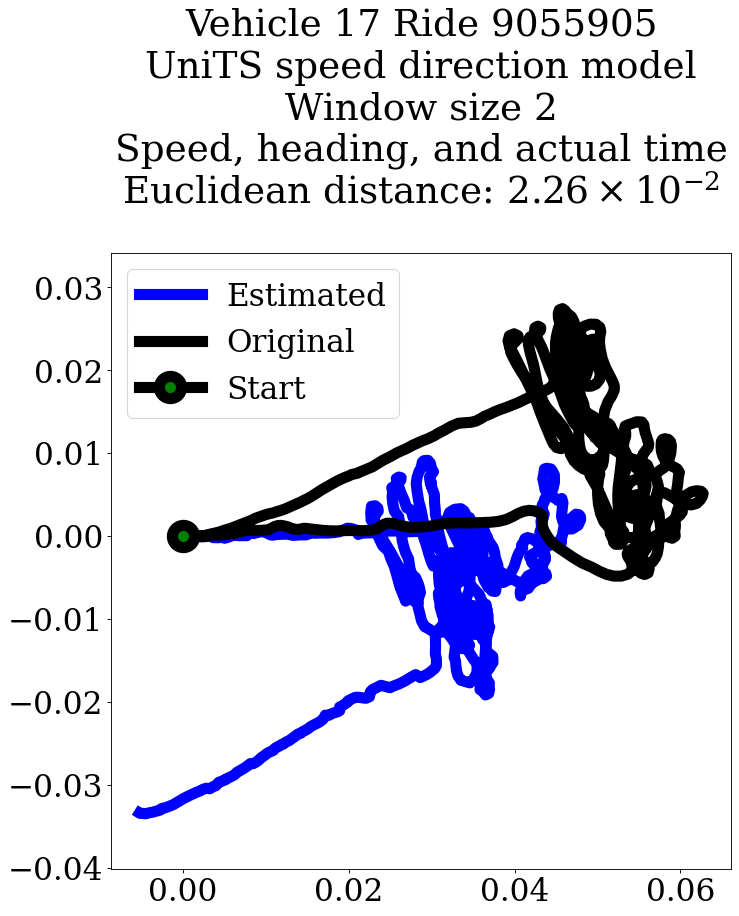 Vehicle 17 Ride 9055905
UniTS speed direction model
Window size 2
Speed, heading, and actual time
Euclidean distance: 2.26 × 10⁻²
Estimated
Original
Start
0.03
0.02
0.01
0.00
−0.01
−0.02
−0.03
−0.04
0.00 0.02 0.04 0.06